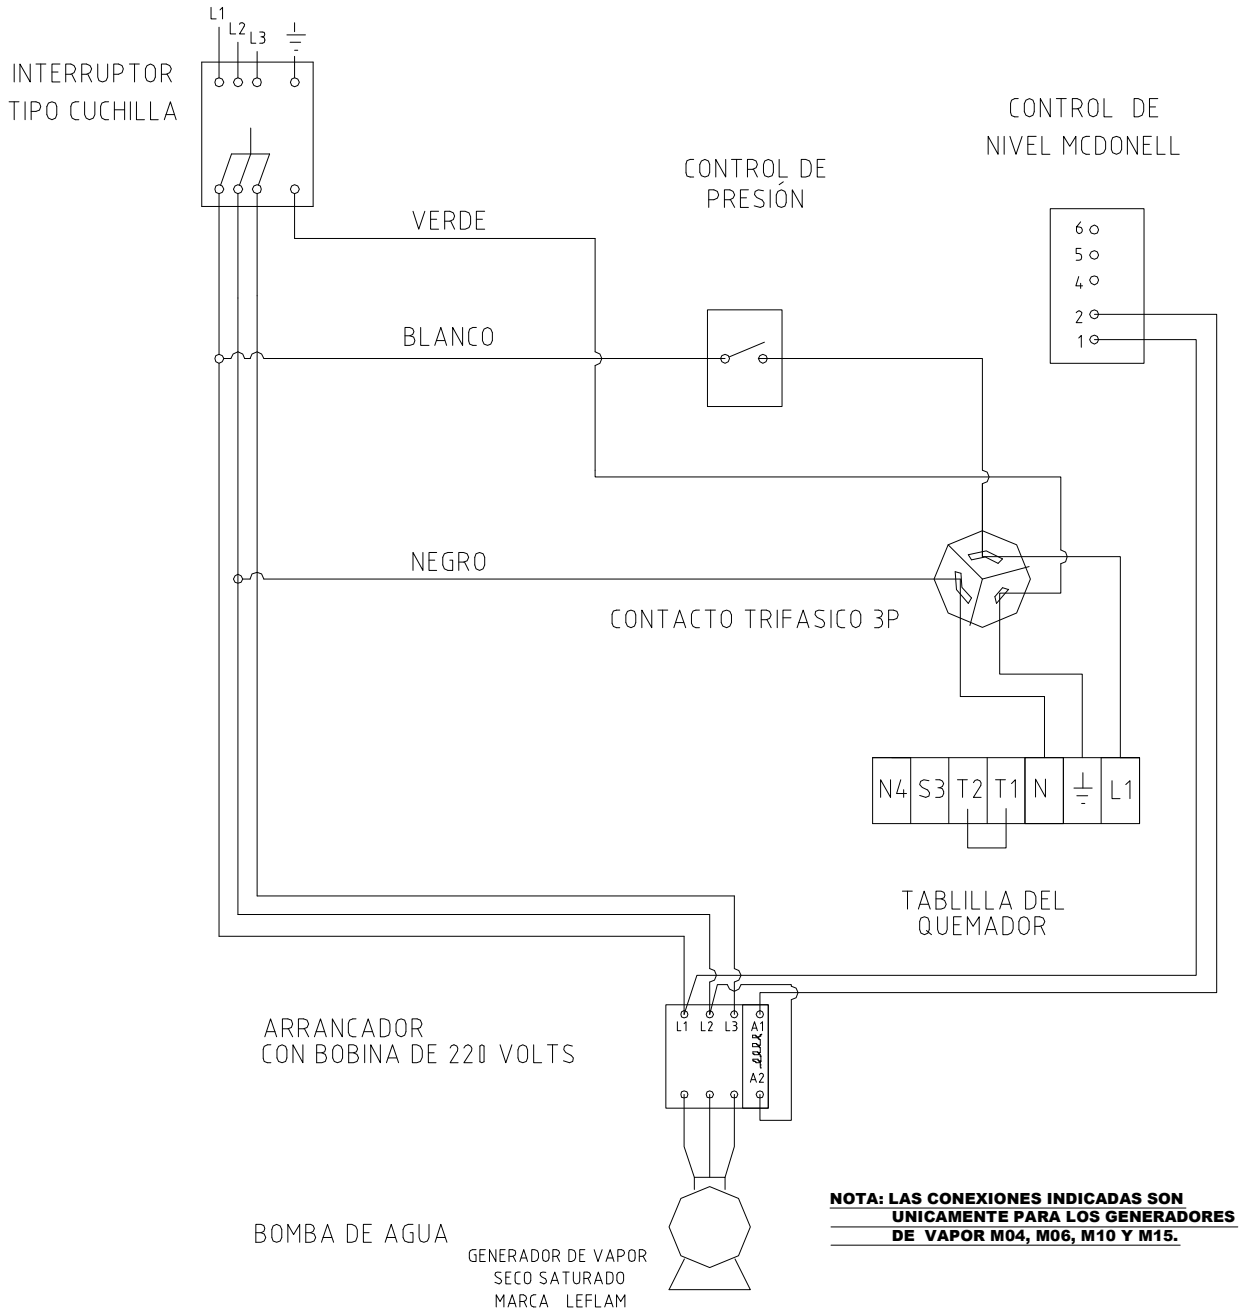 L1
L2
L3
INTERRUPTOR
TIPO CUCHILLA
CONTROL DE
NIVEL MCDONELL
CONTROL DE
PRESIÓN
VERDE
6
5
4
2
1
BLANCO
NEGRO
CONTACTO TRIFASICO 3P
N4 S3 T2 T1 N L1
TABLILLA DEL
QUEMADOR
ARRANCADOR
CON BOBINA DE 220 VOLTS
L1 L2 L3 A1
A2
BOMBA DE AGUA
GENERADOR DE VAPOR
SECO SATURADO
MARCA LEFLAM
NOTA: LAS CONEXIONES INDICADAS SON
UNICAMENTE PARA LOS GENERADORES
DE VAPOR M04, M06, M10 Y M15.